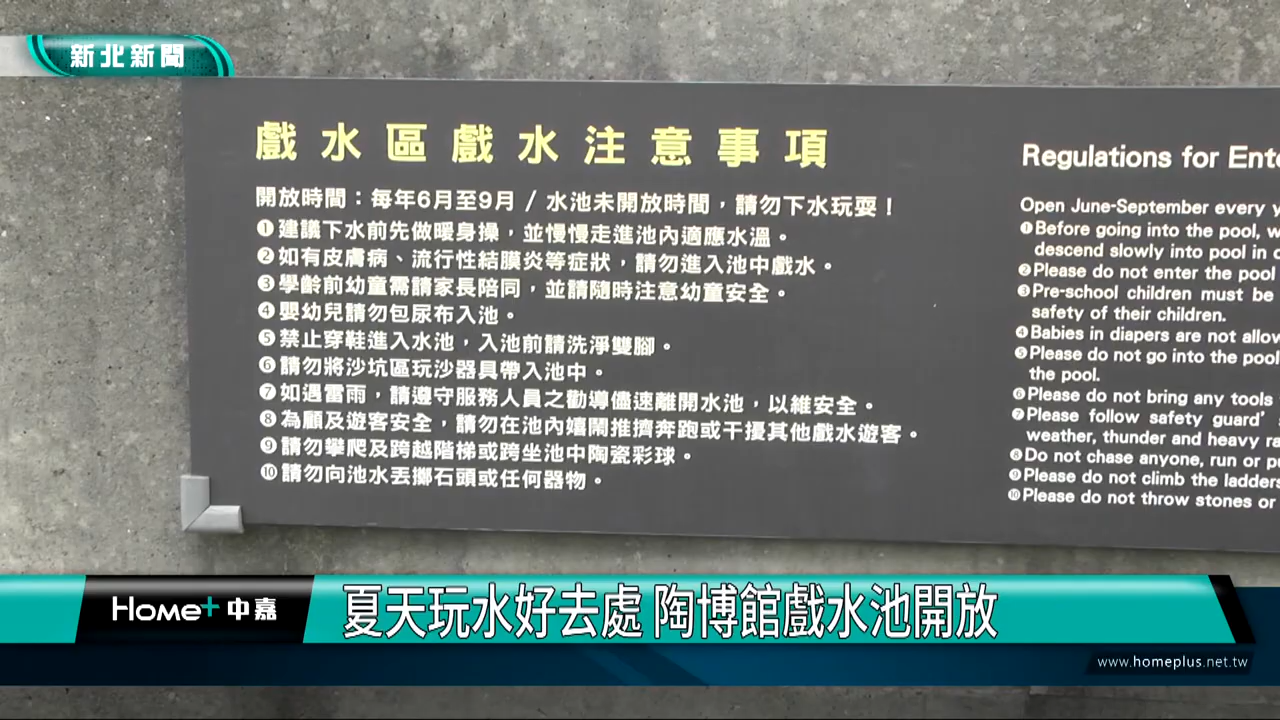 新北新聞
戲水區戲水注意事項
開放時間：每年6月至9月 / 水池未開放時間，請勿下水玩耍！
❶建議下水前先做暖身操，並慢慢走進池內適應水溫。
❷如有皮膚病、流行性結膜炎等症狀，請勿進入池中戲水。
❸學齡前幼童需請家長陪同，並請隨時注意幼童安全。
❹嬰幼兒請勿包尿布入池。
❺禁止穿鞋進入水池，入池前請洗淨雙腳。
❻請勿將沙坑區玩沙器具帶入池中。
❼如遇雷雨，請遵守服務人員之勸導儘速離開水池，以維安全。
❽為顧及遊客安全，請勿在池內嬉鬧推擠奔跑或干擾其他戲水遊客。
❾請勿攀爬及跨越階梯或跨坐池中陶瓷彩球。
❿請勿向池水丟擲石頭或任何器物。
Regulations for Ente
Open June-September every y
❶Before going into the pool, w
descend slowly into pool in o
❷Please do not enter the pool
❸Pre-school children must be
safety of their children.
❹Babies in diapers are not allow
❺Please do not go into the pool
the pool.
❻Please do not bring any tools
❼Please follow safety guard'
weather, thunder and heavy ra
❽Do not chase anyone, run or pu
❾Please do not climb the ladders
❿Please do not throw stones or
Home+中嘉
夏天玩水好去處 陶博館戲水池開放
www.homeplus.net.tw